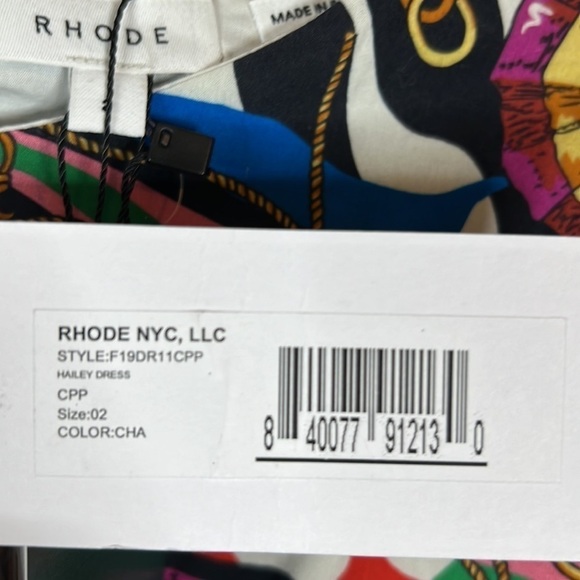 RHODE
MADE IN
RHODE NYC, LLC
STYLE:F19DR11CPP
HAILEY DRESS
CPP
Size:02
COLOR:CHA
8 40077 91213 0